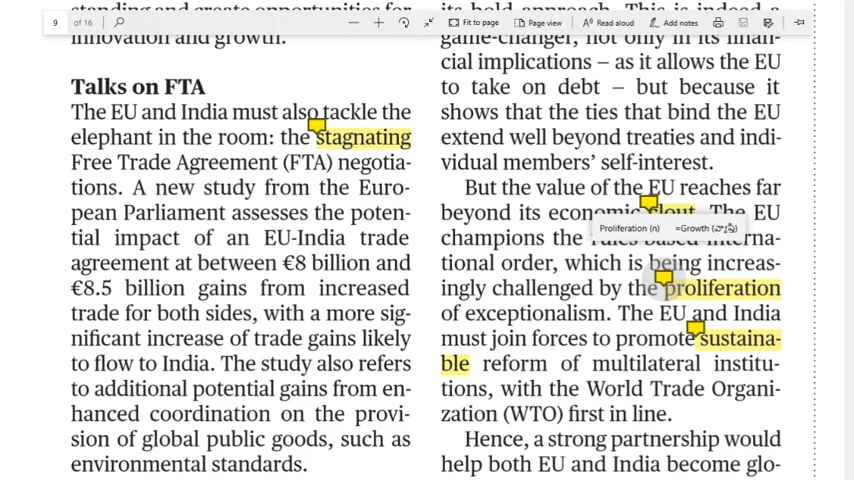 9 of 16
Fit to page
Page view
Read aloud
Add notes
innovation and growth.
Talks on FTA
The EU and India must also tackle the
elephant in the room: the stagnating
Free Trade Agreement (FTA) negotia-
tions. A new study from the Euro-
pean Parliament assesses the poten-
tial impact of an EU-India trade
agreement at between €8 billion and
€8.5 billion gains from increased
trade for both sides, with a more sig-
nificant increase of trade gains likely
to flow to India. The study also refers
to additional potential gains from en-
hanced coordination on the provi-
sion of global public goods, such as
environmental standards.
game-changer, not only in its finan-
cial implications – as it allows the EU
to take on debt – but because it
shows that the ties that bind the EU
extend well beyond treaties and indi-
vidual members' self-interest.
But the value of the EU reaches far
beyond its economic clout. The EU
Proliferation (n) =Growth
champions the rules based interna-
tional order, which is being increas-
ingly challenged by the proliferation
of exceptionalism. The EU and India
must join forces to promote sustaina-
ble reform of multilateral institu-
tions, with the World Trade Organi-
zation (WTO) first in line.
Hence, a strong partnership would
help both EU and India become glo-